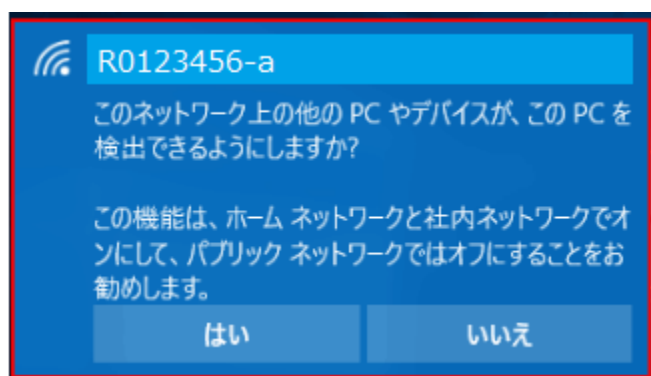 R0123456-a
このネットワーク上の他の PC やデバイスが、この PC を
検出できるようにしますか?
この機能は、ホーム ネットワークと社内ネットワークでオ
ンにして、パブリック ネットワークではオフにすることをお
勧めします。
はい
いいえ